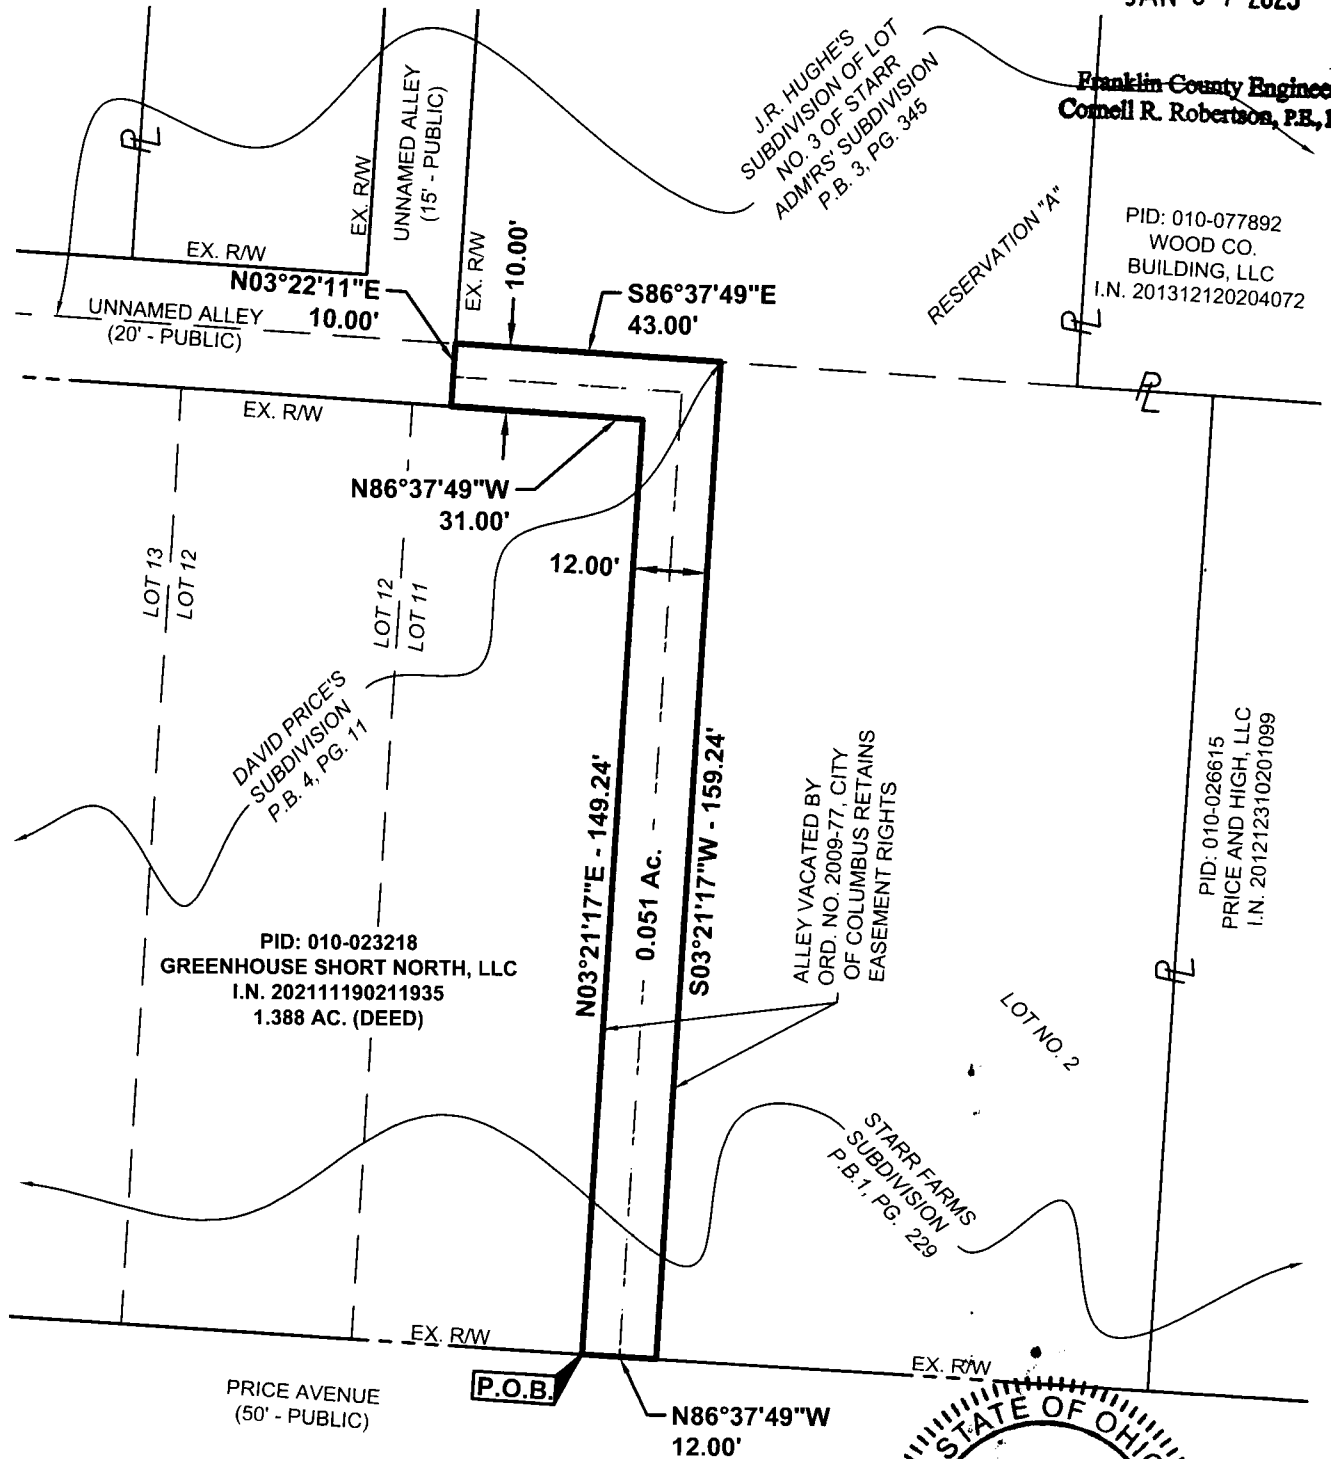 JAN 2023
Franklin County Engineer
Cornell R. Robertson, P.E.,
J.R. HUGHE'S
SUBDIVISION OF LOT
NO. 3 OF STARR
ADM'RS' SUBDIVISION
P.B. 3, PG. 345
PL
EX. R/W
UNNAMED ALLEY
(15' - PUBLIC)
EX. R/W
EX. R/W
N03°22'11"E
10.00'
UNNAMED ALLEY
(20' - PUBLIC)
10.00'
S86°37'49"E
43.00'
RESERVATION "A"
PID: 010-077892
WOOD CO.
BUILDING, LLC
I.N. 201312120204072
PL
PL
EX. R/W
N86°37'49"W
31.00'
12.00'
LOT 13
LOT 12
LOT 12
LOT 11
DAVID PRICE'S
SUBDIVISION
P.B. 4, PG. 11
N03°21'17"E - 149.24'
0.051 Ac.
S03°21'17"W - 159.24'
ALLEY VACATED BY
ORD. NO. 2009-77, CITY
OF COLUMBUS RETAINS
EASEMENT RIGHTS
PID: 010-026615
PRICE AND HIGH, LLC
I.N. 201212310201099
PL
PID: 010-023218
GREENHOUSE SHORT NORTH, LLC
I.N. 202111190211935
1.388 AC. (DEED)
LOT NO. 2
STARR FARMS
SUBDIVISION
P.B.1, PG. 229
EX. R/W
EX. R/W
PRICE AVENUE
(50' - PUBLIC)
P.O.B.
N86°37'49"W
12.00'
STATE OF OHIO